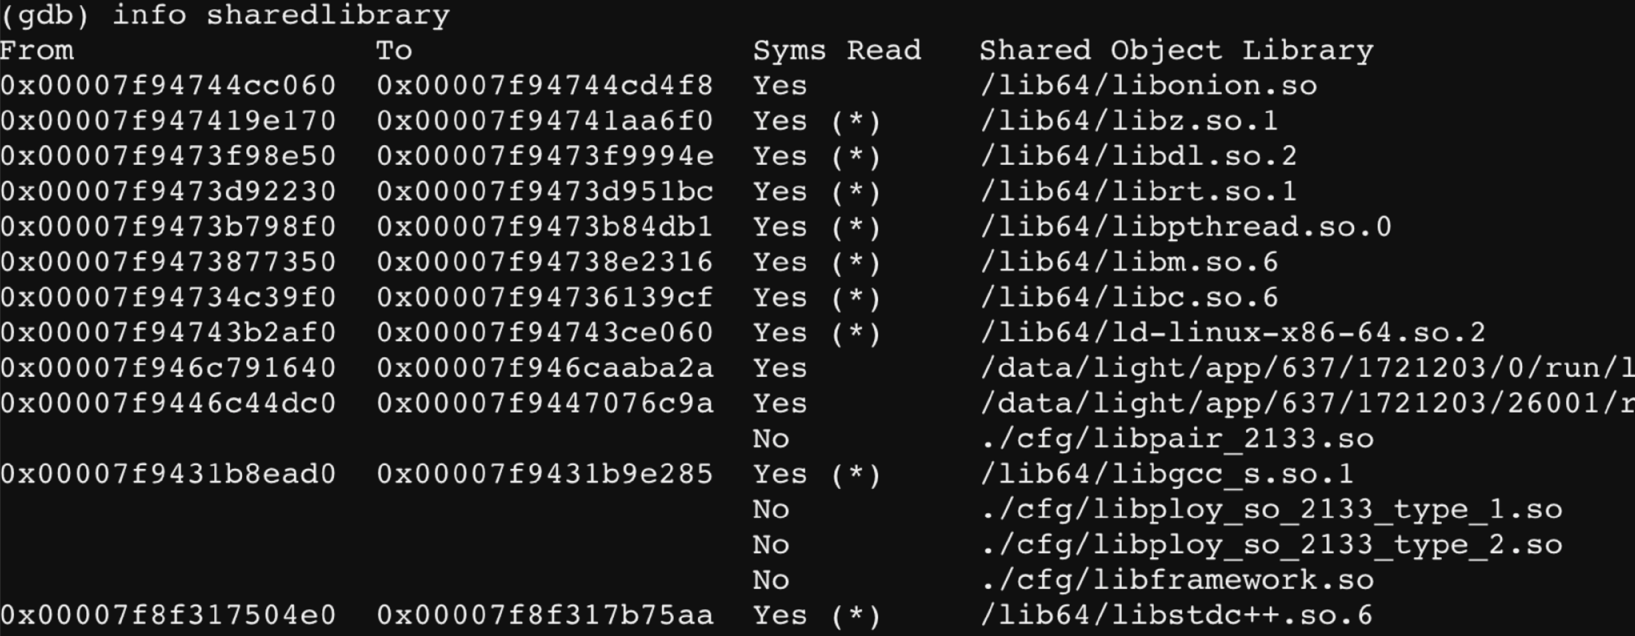 (gdb) info sharedlibrary
From                To                  Syms Read   Shared Object Library
0x00007f94744cc060  0x00007f94744cd4f8  Yes         /lib64/libonion.so
0x00007f947419e170  0x00007f94741aa6f0  Yes (*)     /lib64/libz.so.1
0x00007f9473f98e50  0x00007f9473f9994e  Yes (*)     /lib64/libdl.so.2
0x00007f9473d92230  0x00007f9473d951bc  Yes (*)     /lib64/librt.so.1
0x00007f9473b798f0  0x00007f9473b84db1  Yes (*)     /lib64/libpthread.so.0
0x00007f9473877350  0x00007f94738e2316  Yes (*)     /lib64/libm.so.6
0x00007f94734c39f0  0x00007f94736139cf  Yes (*)     /lib64/libc.so.6
0x00007f94743b2af0  0x00007f94743ce060  Yes (*)     /lib64/ld-linux-x86-64.so.2
0x00007f946c791640  0x00007f946caaba2a  Yes         /data/light/app/637/1721203/0/run/l
0x00007f9446c44dc0  0x00007f9447076c9a  Yes         /data/light/app/637/1721203/26001/r
                                        No          ./cfg/libpair_2133.so
0x00007f9431b8ead0  0x00007f9431b9e285  Yes (*)     /lib64/libgcc_s.so.1
                                        No          ./cfg/libploy_so_2133_type_1.so
                                        No          ./cfg/libploy_so_2133_type_2.so
                                        No          ./cfg/libframework.so
0x00007f8f317504e0  0x00007f8f317b75aa  Yes (*)     /lib64/libstdc++.so.6